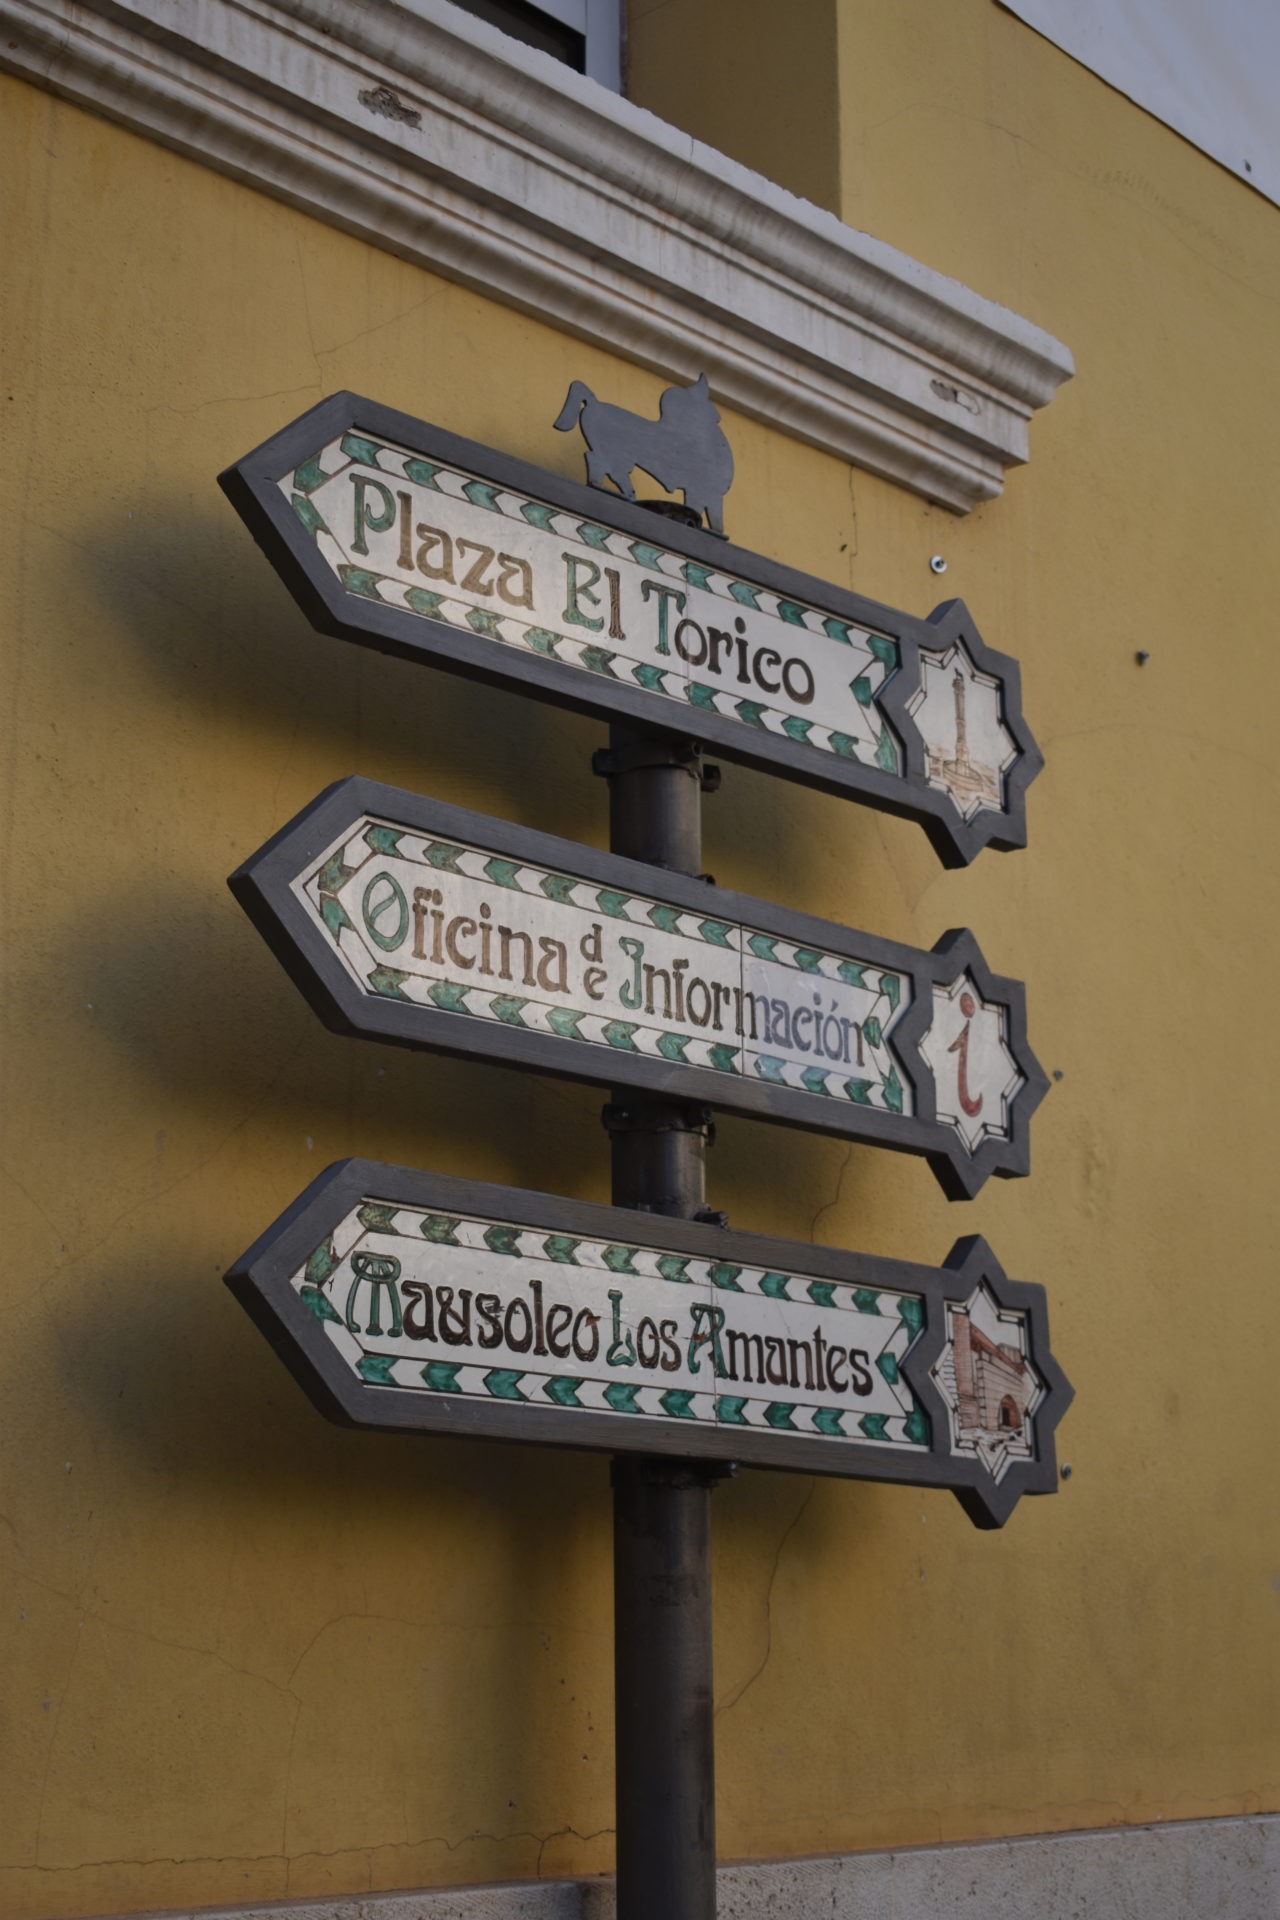 Plaza El Torico
Oficina de Información
i
Mausoleo Los Amantes